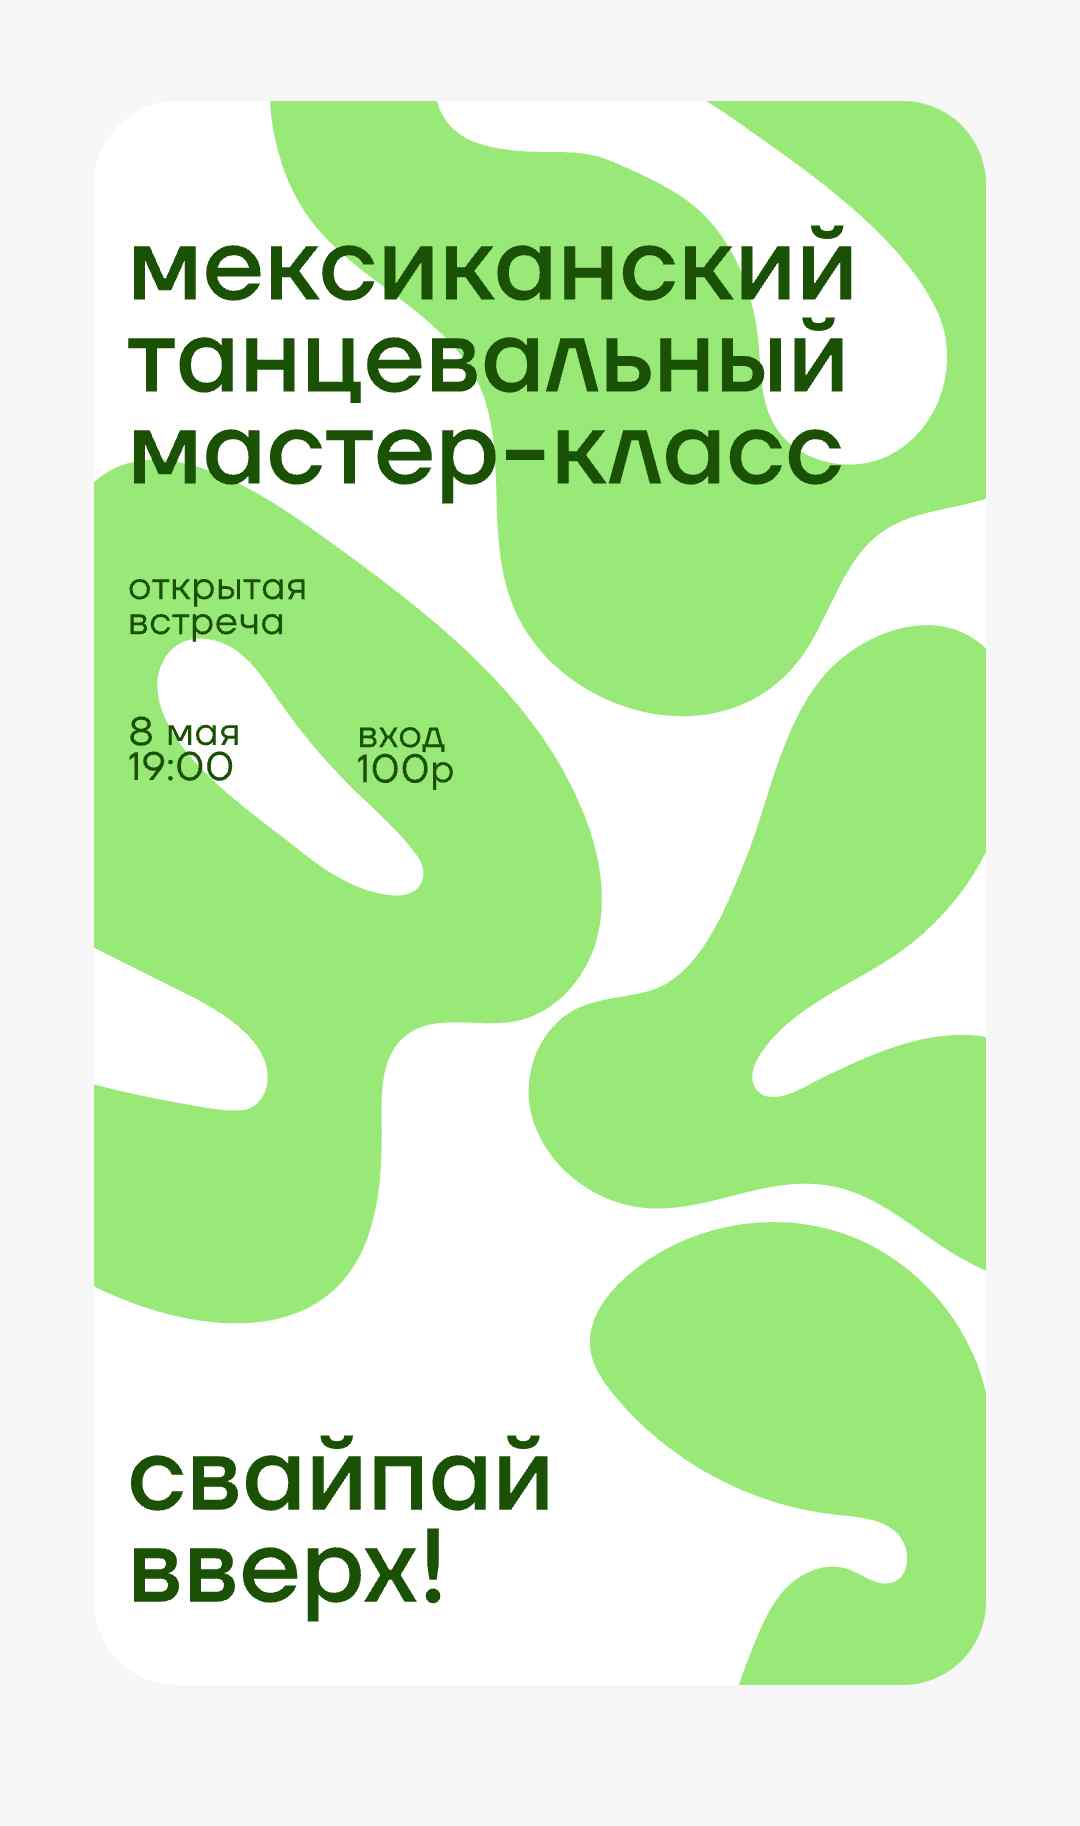 мексиканский
танцевальный
мастер-класс
открытая
встреча
8 мая
19:00
вход
100р
свайпай
вверх!